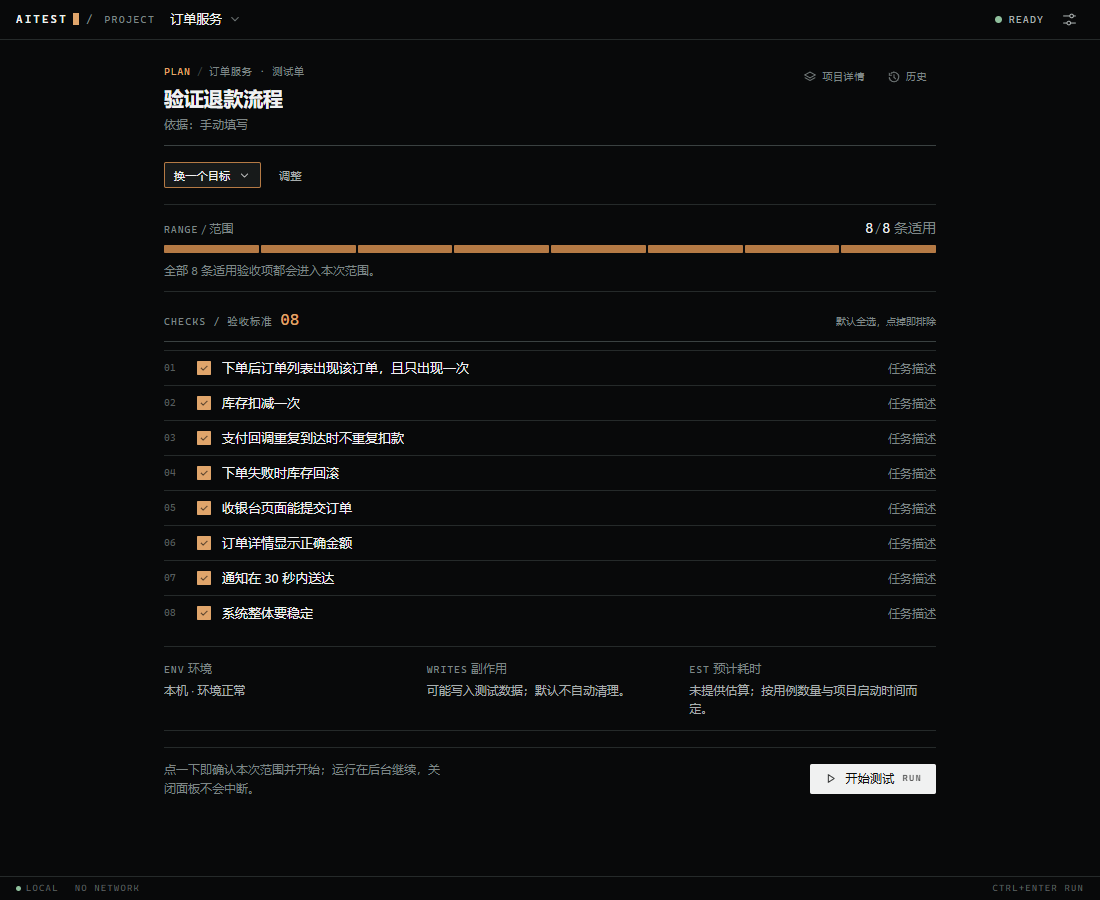 AITEST / PROJECT 订单服务
READY
PLAN / 订单服务 · 测试单
项目详情 历史
验证退款流程
依据：手动填写
换一个目标 调整
RANGE / 范围 8/8 条适用
全部 8 条适用验收项都会进入本次范围。
CHECKS / 验收标准 08 默认全选，点掉即排除
01 下单后订单列表出现该订单，且只出现一次 任务描述
02 库存扣减一次 任务描述
03 支付回调重复到达时不重复扣款 任务描述
04 下单失败时库存回滚 任务描述
05 收银台页面能提交订单 任务描述
06 订单详情显示正确金额 任务描述
07 通知在 30 秒内送达 任务描述
08 系统整体要稳定 任务描述
ENV 环境 WRITES 副作用 EST 预计耗时
本机 · 环境正常 可能写入测试数据；默认不自动清理。 未提供估算；按用例数量与项目启动时间而
定。
点一下即确认本次范围并开始；运行在后台继续，关
闭面板不会中断。
开始测试 RUN
LOCAL NO NETWORK CTRL+ENTER RUN